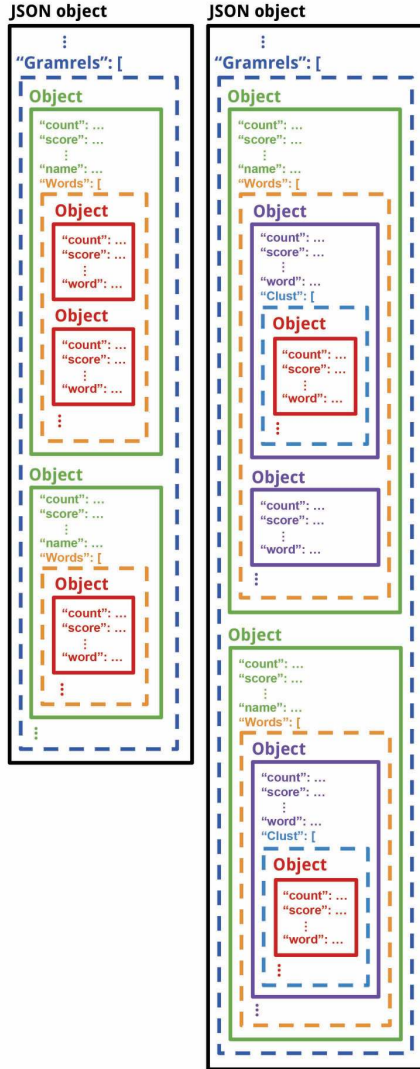 JSON object
⋮
“Gramrels”: [
Object
“count”: ...
“score”: ...
⋮
“name”: ...
“Words”: [
Object
“count”: ...
“score”: ...
⋮
“word”: ...
Object
“count”: ...
“score”: ...
⋮
“word”: ...
⋮
Object
“count”: ...
“score”: ...
⋮
“name”: ...
“Words”: [
Object
“count”: ...
“score”: ...
⋮
“word”: ...
⋮
⋮
JSON object
⋮
“Gramrels”: [
Object
“count”: ...
“score”: ...
⋮
“name”: ...
“Words”: [
Object
“count”: ...
“score”: ...
⋮
“word”: ...
“Clust”: [
Object
“count”: ...
“score”: ...
⋮
“word”: ...
⋮
Object
“count”: ...
“score”: ...
⋮
“word”: ...
⋮
Object
“count”: ...
“score”: ...
⋮
“name”: ...
“Words”: [
Object
“count”: ...
“score”: ...
⋮
“word”: ...
“Clust”: [
Object
“count”: ...
“score”: ...
⋮
“word”: ...
⋮
⋮